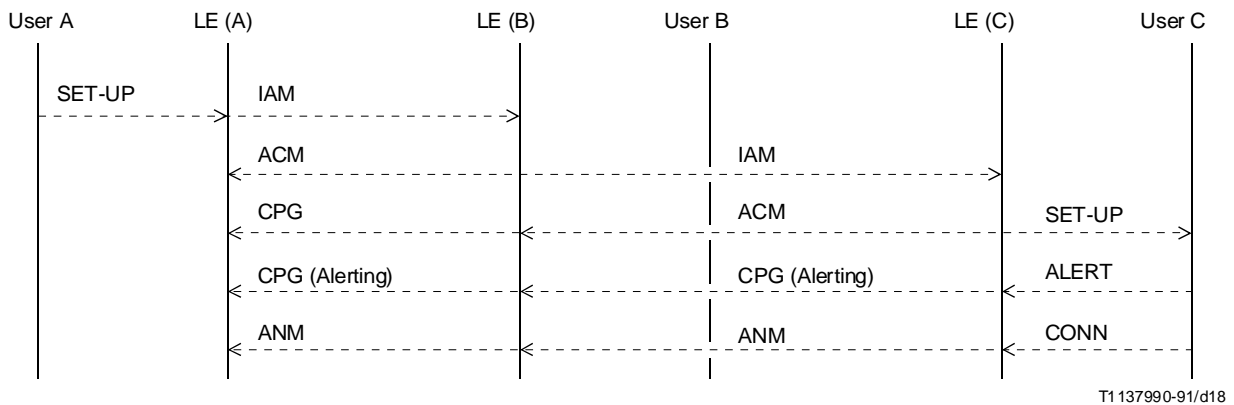 User A LE (A) LE (B) User B LE (C) User C
SET-UP IAM
ACM IAM
CPG ACM SET-UP
CPG (Alerting) CPG (Alerting) ALERT
ANM ANM CONN
T1137990-91/d18